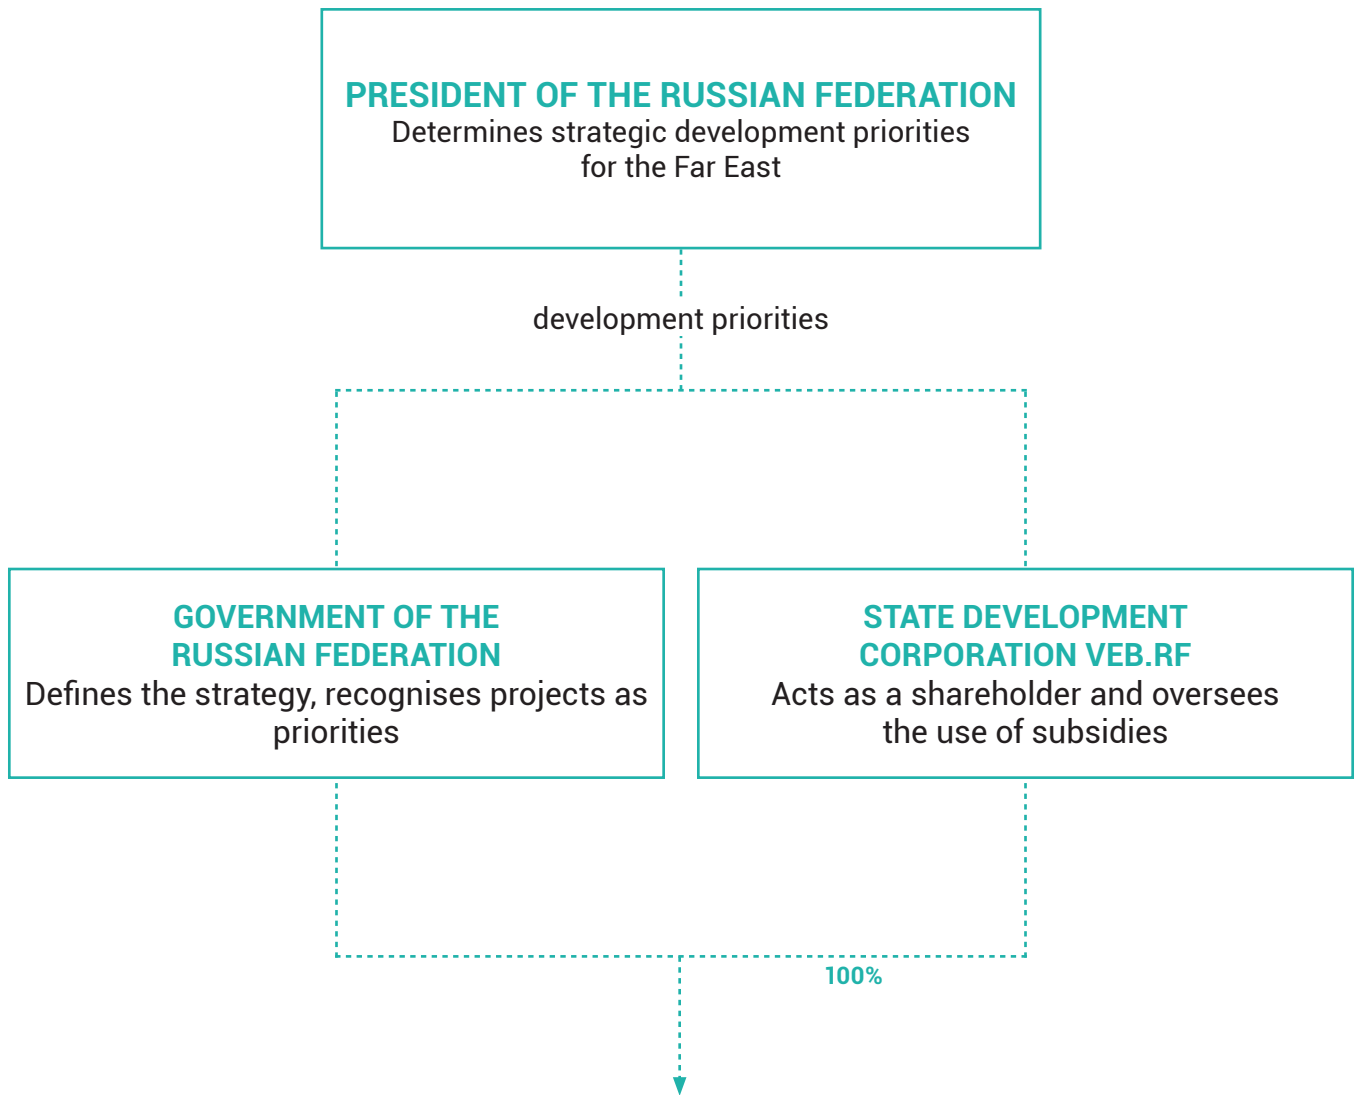 PRESIDENT OF THE RUSSIAN FEDERATION
Determines strategic development priorities
for the Far East
development priorities
GOVERNMENT OF THE
RUSSIAN FEDERATION
Defines the strategy, recognises projects as
priorities
STATE DEVELOPMENT
CORPORATION VEB.RF
Acts as a shareholder and oversees
the use of subsidies
100%